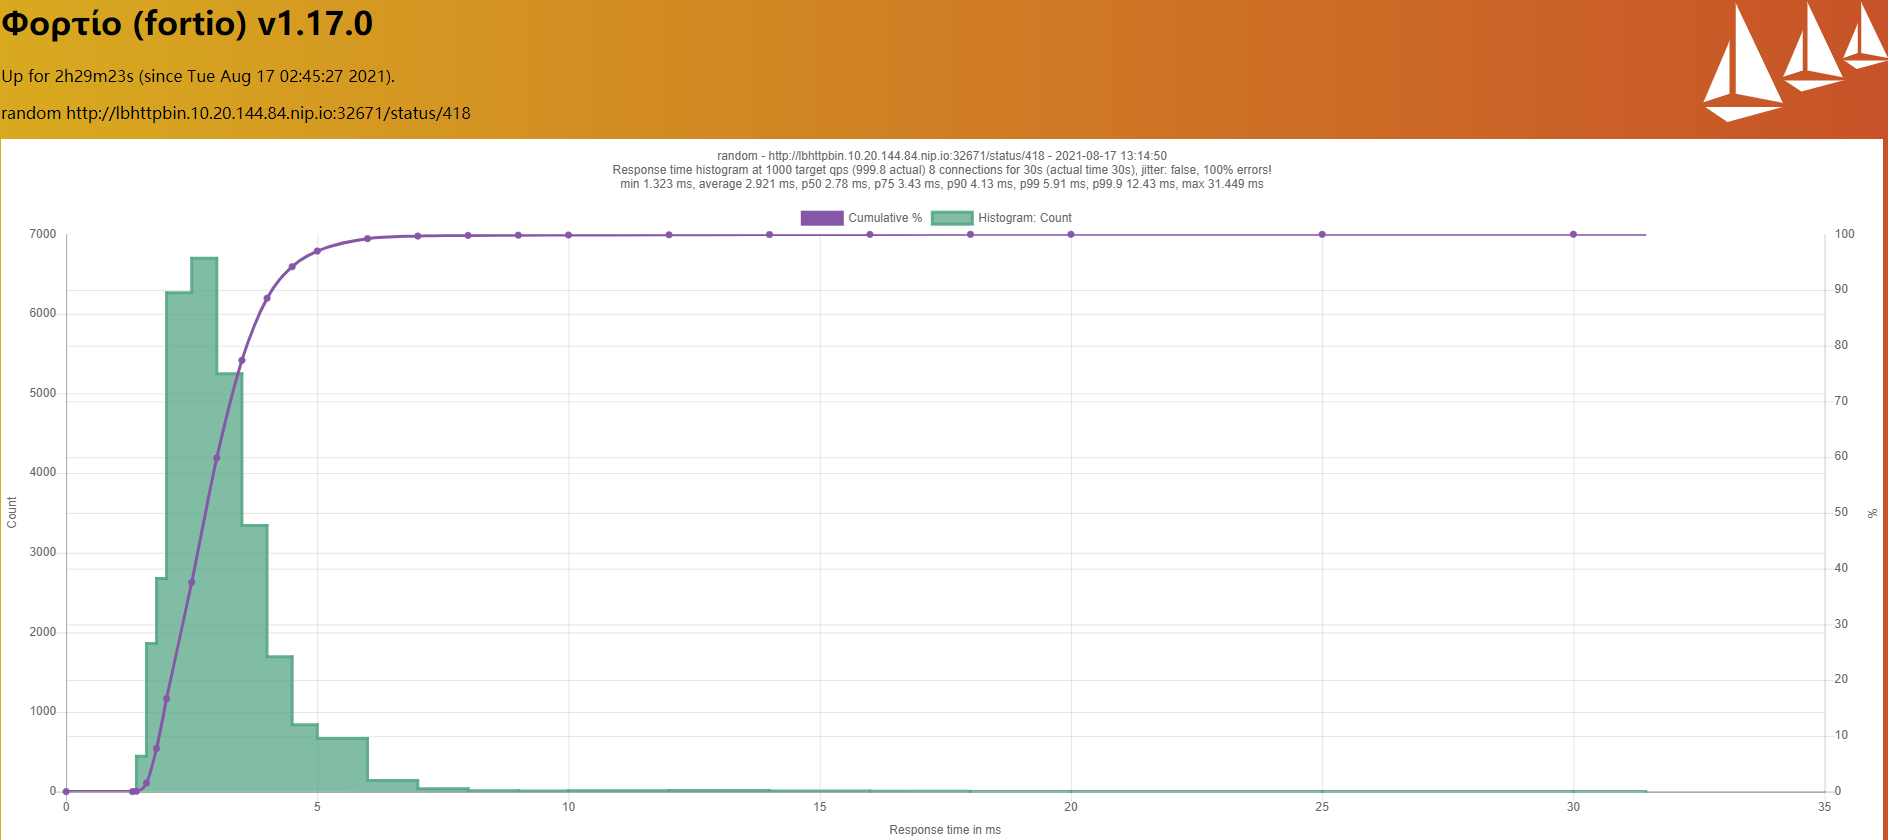 Φορτίο (fortio) v1.17.0
Up for 2h29m23s (since Tue Aug 17 02:45:27 2021).
random http://lbhttpbin.10.20.144.84.nip.io:32671/status/418
random - http://lbhttpbin.10.20.144.84.nip.io:32671/status/418 - 2021-08-17 13:14:50
Response time histogram at 1000 target qps (999.8 actual) 8 connections for 30s (actual time 30s), jitter: false, 100% errors!
min 1.323 ms, average 2.921 ms, p50 2.78 ms, p75 3.43 ms, p90 4.13 ms, p99 5.91 ms, p99.9 12.43 ms, max 31.449 ms
Cumulative % Histogram: Count
7000
6000
5000
4000
3000
2000
1000
0
Count
100
90
80
70
60
50
40
30
20
10
0
%
0 5 10 15 20 25 30 35
Response time in ms